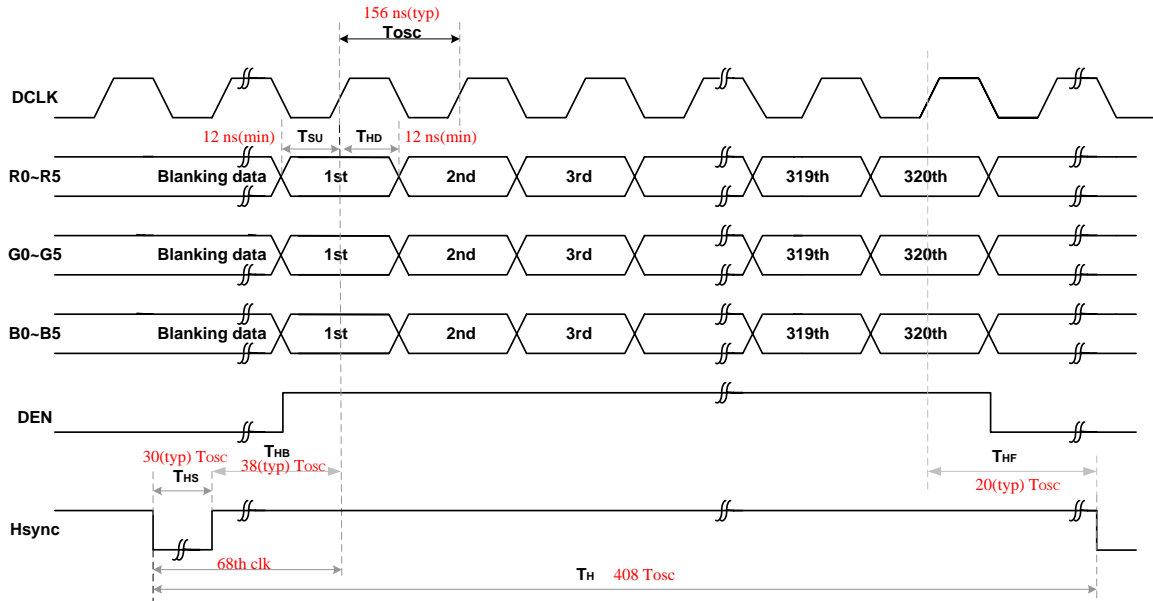 156 ns(typ)
Tosc
DCLK
12 ns(min) TSU THD 12 ns(min)
R0~R5 Blanking data 1st 2nd 3rd 319th 320th
G0~G5 Blanking data 1st 2nd 3rd 319th 320th
B0~B5 Blanking data 1st 2nd 3rd 319th 320th
DEN
30(typ) Tosc THB THF
THS 38(typ) Tosc 20(typ) Tosc
Hsync
68th clk
TH 408 Tosc